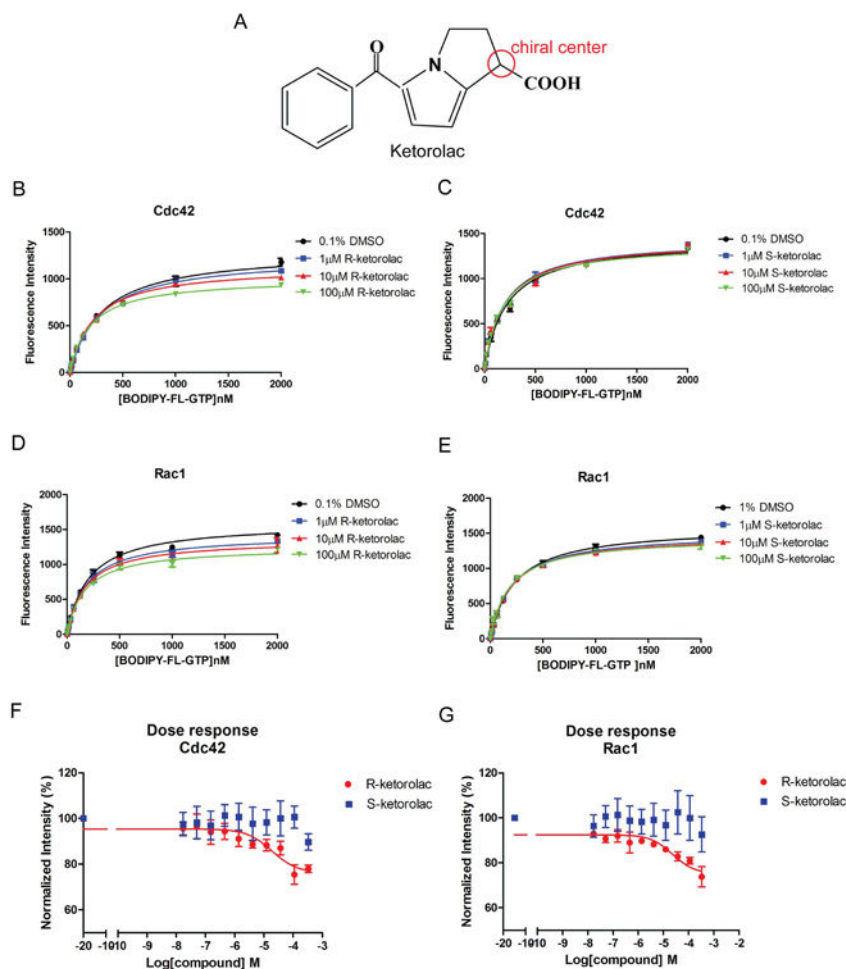 A
O
N
chiral center
COOH
Ketorolac
B
Cdc42
Fluorescence Intensity
1500
1000
500
0
0 500 1000 1500 2000
[BODIPY-FL-GTP]nM
0.1% DMSO
1µM R-ketorolac
10µM R-ketorolac
100µM R-ketorolac
C
Cdc42
Fluorescence Intensity
1500
1000
500
0
0 500 1000 1500 2000
[BODIPY-FL-GTP]nM
0.1% DMSO
1µM S-ketorolac
10µM S-ketorolac
100µM S-ketorolac
D
Rac1
Fluorescence Intensity
2000
1500
1000
500
0
0 500 1000 1500 2000
[BODIPY-FL-GTP]nM
0.1% DMSO
1µM R-ketorolac
10µM R-ketorolac
100µM R-ketorolac
E
Rac1
Fluorescence Intensity
2000
1500
1000
500
0
0 500 1000 1500 2000
[BODIPY-FL-GTP ]nM
1% DMSO
1µM S-ketorolac
10µM S-ketorolac
100µM S-ketorolac
F
Dose response
Cdc42
Normalized Intensity (%)
120
100
80
60
-20 -9 -8 -7 -6 -5 -4 -3
Log[compound] M
R-ketorolac
S-ketorolac
G
Dose response
Rac1
Normalized Intensity (%)
120
100
80
60
-20 -9 -8 -7 -6 -5 -4 -3 -2
Log[compound] M
R-ketorolac
S-ketorolac